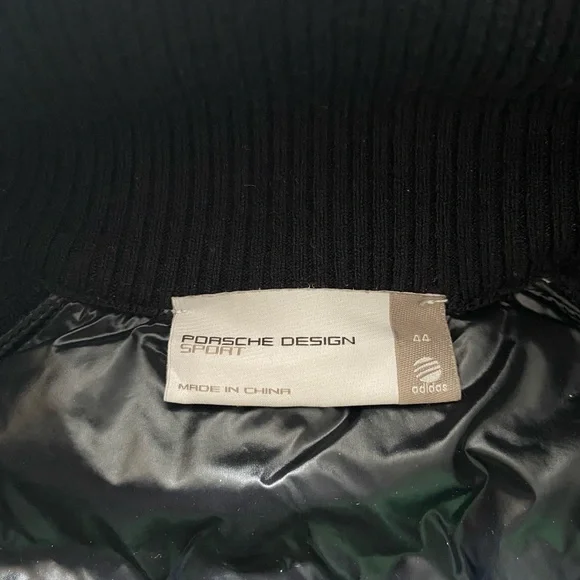 PORSCHE DESIGN
SPORT
MADE IN CHINA
44
adidas